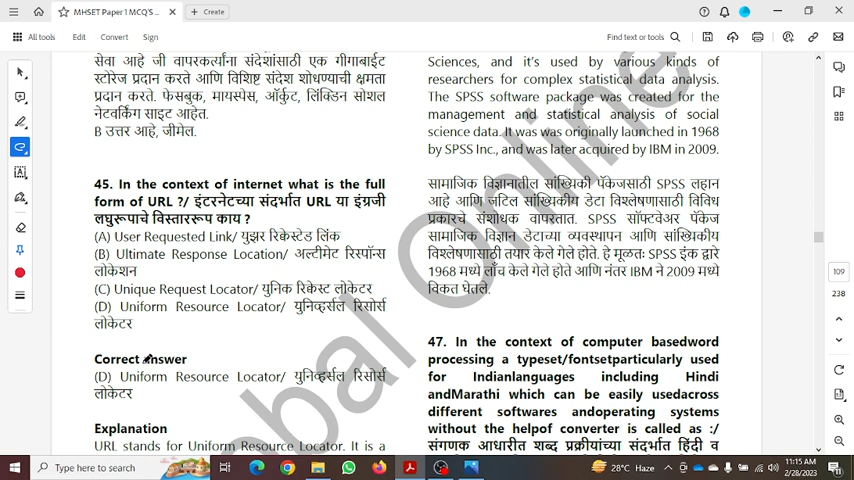 MHSET Paper 1 MCQ'S ..
Create
All tools
Edit
Convert
Sign
Find text or tools
सेवा आहे जी वापरकर्त्यांना संदेशांसाठी एक गीगाबाईट
स्टोरेज प्रदान करते आणि विशिष्ट संदेश शोधण्याची क्षमता
प्रदान करते. फेसबुक, मायस्पेस, ऑर्कुट, लिंक्डिन सोशल
नेटवर्किंग साइट आहेत.
B उत्तर आहे, जीमेल.
45. In the context of internet what is the full
form of URL ?/ इंटरनेटच्या संदर्भात URL या इंग्रजी
लघुरूपाचे विस्ताररूप काय ?
(A) User Requested Link/ युझर रिकेस्टेड लिंक
(B) Ultimate Response Location/ अल्टीमेट रिस्पॉन्स
लोकेशन
(C) Unique Request Locator/ युनिक रिकेस्ट लोकेटर
(D) Uniform Resource Locator/ युनिव्हर्सल रिसोर्स
लोकेटर
Correct answer
(D) Uniform Resource Locator/ युनिव्हर्सल रिसोर्स
लोकेटर
Explanation
URL stands for Uniform Resource Locator. It is a
Sciences, and it's used by various kinds of
researchers for complex statistical data analysis.
The SPSS software package was created for the
management and statistical analysis of social
science data. It was was originally launched in 1968
by SPSS Inc., and was later acquired by IBM in 2009.
सामाजिक विज्ञानातील सांख्यिकी पॅकेजसाठी SPSS लहान
आहे आणि जटिल सांख्यिकीय डेटा विश्लेषणासाठी विविध
प्रकारचे संशोधक वापरतात. SPSS सॉफ्टवेअर पॅकेज
सामाजिक विज्ञान डेटाच्या व्यवस्थापन आणि सांख्यिकीय
विश्लेषणासाठी तयार केले गेले होते. हे मूळतः SPSS इंक द्वारे
1968 मध्ये लाँच केले गेले होते आणि नंतर IBM ने 2009 मध्ये
विकत घेतले.
47. In the context of computer basedword
processing a typeset/fontsetparticularly used
for Indianlanguages including Hindi
andMarathi which can be easily usedacross
different softwares andoperating systems
without the helpof converter is called as :/
संगणक आधारीत शब्द प्रक्रीयांच्या संदर्भात हिंदी व
obal Online
109
238
Type here to search
28°C Haze
11:15 AM
2/28/2023